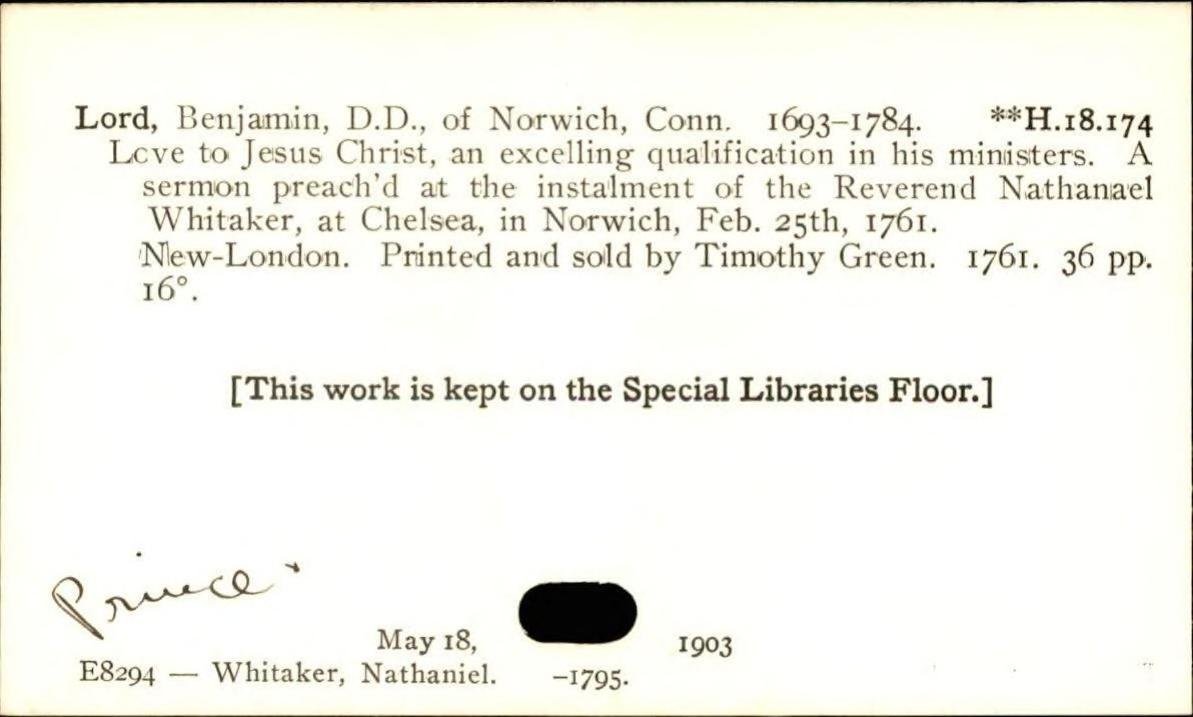 Lord, Benjamin, D.D., of Norwich, Conn. 1693–1784. **H.18.174
Love to Jesus Christ, an excelling qualification in his ministers. A
sermon preach'd at the instalment of the Reverend Nathanael
Whitaker, at Chelsea, in Norwich, Feb. 25th, 1761.
New-London. Printed and sold by Timothy Green. 1761. 36 pp.
16°.
[This work is kept on the Special Libraries Floor.]
Prince
May 18, 1903
E8294 — Whitaker, Nathaniel. –1795.